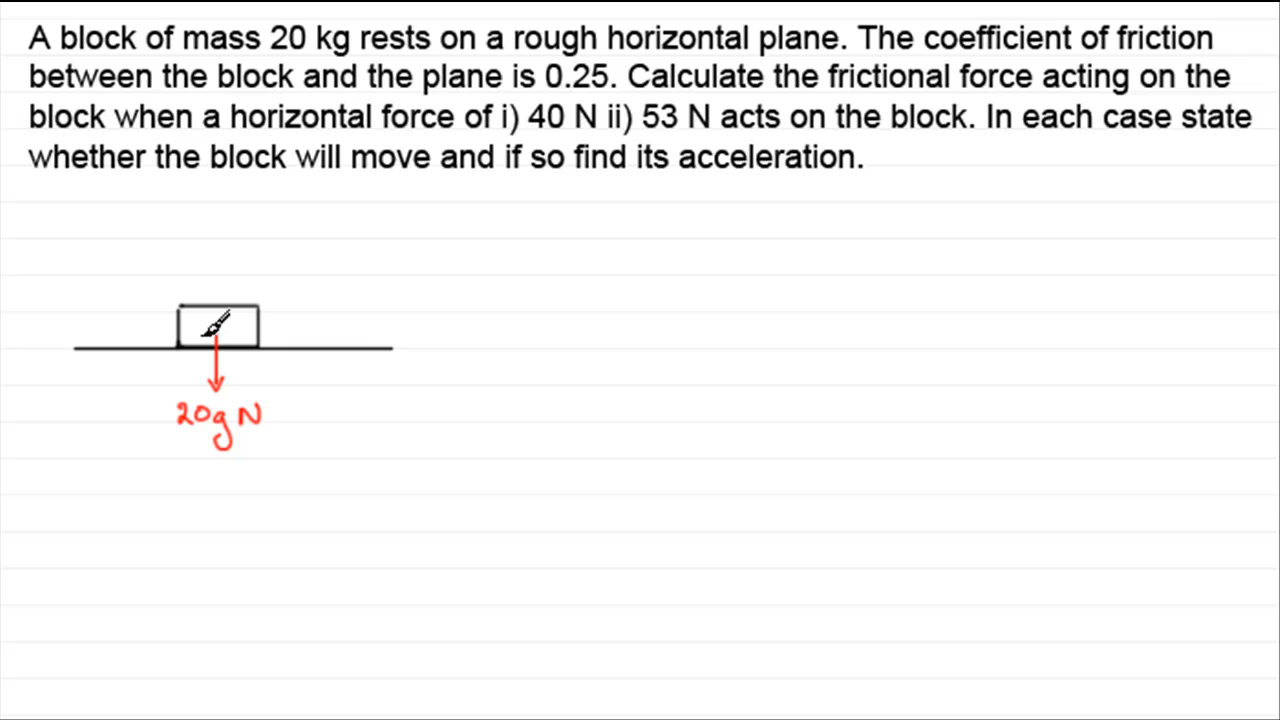 A block of mass 20 kg rests on a rough horizontal plane. The coefficient of friction
between the block and the plane is 0.25. Calculate the frictional force acting on the
block when a horizontal force of i) 40 N ii) 53 N acts on the block. In each case state
whether the block will move and if so find its acceleration.
20g N